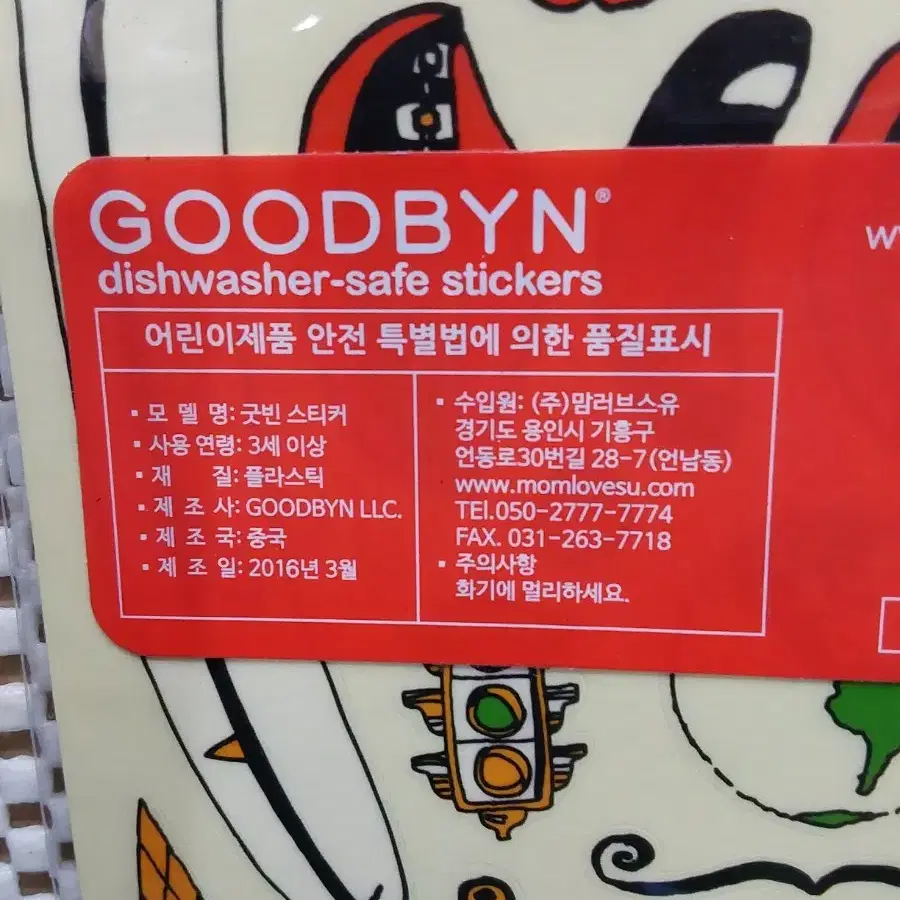 GOODBYN®
dishwasher-safe stickers
어린이제품 안전 특별법에 의한 품질표시
▪ 모 델 명: 굿빈 스티커
▪ 사용 연령: 3세 이상
▪ 재 질: 플라스틱
▪ 제 조 사: GOODBYN LLC.
▪ 제 조 국: 중국
▪ 제 조 일: 2016년 3월
▪ 수입원: (주)맘러브스유
경기도 용인시 기흥구
언동로30번길 28-7(언남동)
www.momlovesu.com
TEl.050-2777-7774
FAX. 031-263-7718
▪ 주의사항
화기에 멀리하세요.